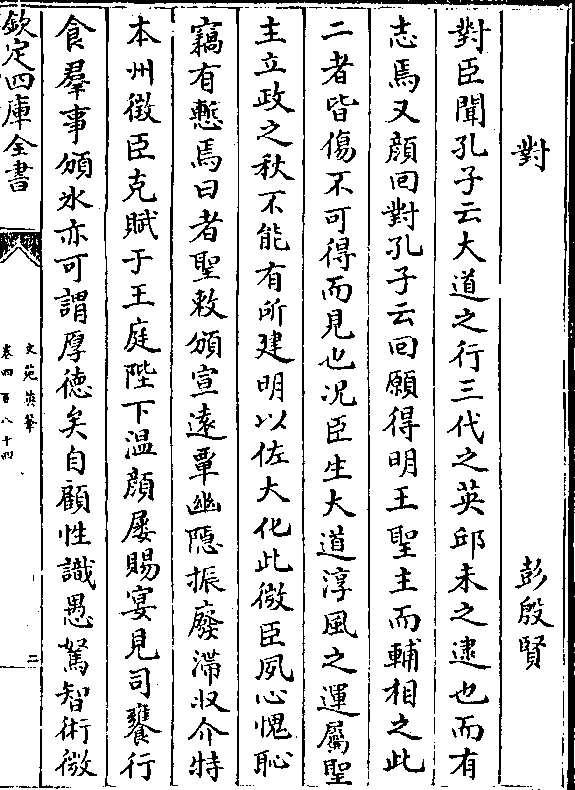 對　彭殷賢
對臣聞孔子云大道之行三代之英邱未之逮也而有
志焉又顏回對孔子云回願得明王聖主而輔相之此
二者皆傷不可得而見也况臣生大道淳風之運屬聖
主立政之秋不能有所建明以佐大化此微臣夙心愧恥
竊有慙焉曰者聖敕頒宣遠覃幽隱振廢滯收介特
本州徵臣克賦于王庭陛下温顔屢賜宴見司饔行
食羣事頒氷亦可謂厚德矣自顧性識愚駑智術微
欽定四庫全書
文苑英華
卷四百八十四
二